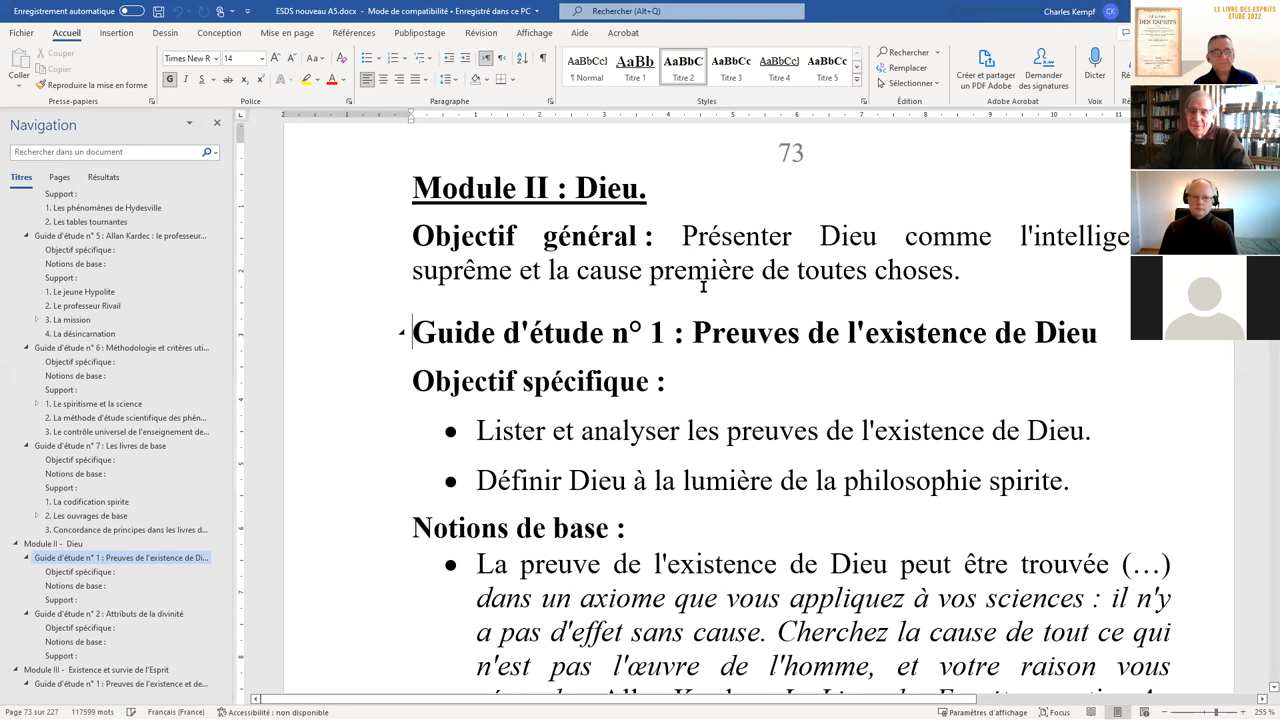 Enregistrement automatique
ESDS nouveau A5.docx - Mode de compatibilité • Enregistré dans ce PC
Rechercher (Alt+Q)
Charles Kempf
CK
Fichier Accueil Insertion Dessin Conception Mise en page Références Publipostage Révision Affichage Aide Acrobat
Coller
Couper
Copier
Reproduire la mise en forme
Presse-papiers
Times New R
14
Police
Paragraphe
AaBbCcI AaBb AaBbC AaBbCc AaBbCcI AaBbCc
¶ Normal Titre 1 Titre 2 Titre 3 Titre 4 Titre 5
Styles
Rechercher
Remplacer
Sélectionner
Édition
Créer et partager
un PDF Adobe
Demander
des signatures
Adobe Acrobat
Dicter
Voix
LE LIVRE DES ESPRITS
ETUDE 2022
Navigation
Rechercher dans un document
Titres Pages Résultats
Support :
1. Les phénomènes de Hydesville
2. Les tables tournantes
Guide d'étude n° 5 : Allan Kardec : le professeur...
Objectif spécifique :
Notions de base :
Support :
1. Le jeune Hypolite
2. Le professeur Rivail
3. La mission
4. La désincarnation
Guide d'étude n° 6 : Méthodologie et critères uti...
Objectif spécifique :
Notions de base :
Support :
1. Le spiritisme et la science
2. La méthode d'étude scientifique des phén...
3. Le contrôle universel de l'enseignement de...
Guide d'étude n° 7 : Les livres de base
Objectif spécifique :
Notions de base :
Support :
1. La codification spirite
2. Les ouvrages de base
3. Concordance de principes dans les livres d...
Module II - Dieu
Guide d'étude n° 1 : Preuves de l'existence de Di...
Objectif spécifique :
Notions de base :
Support :
Guide d'étude n° 2 : Attributs de la divinité
Objectif spécifique :
Notions de base :
Support :
Module III - Existence et survie de l'Esprit
Guide d'étude n° 1 : Preuves de l'existence et de...
73
Module II : Dieu.
Objectif général : Présenter Dieu comme l'intellige
suprême et la cause première de toutes choses.
Guide d'étude n° 1 : Preuves de l'existence de Dieu
Objectif spécifique :
• Lister et analyser les preuves de l'existence de Dieu.
• Définir Dieu à la lumière de la philosophie spirite.
Notions de base :
• La preuve de l'existence de Dieu peut être trouvée (…)
dans un axiome que vous appliquez à vos sciences : il n'y
a pas d'effet sans cause. Cherchez la cause de tout ce qui
n'est pas l'œuvre de l'homme, et votre raison vous
Page 73 sur 227 117599 mots Français (France) Accessibilité : non disponible
Paramètres d'affichage Focus
255 %